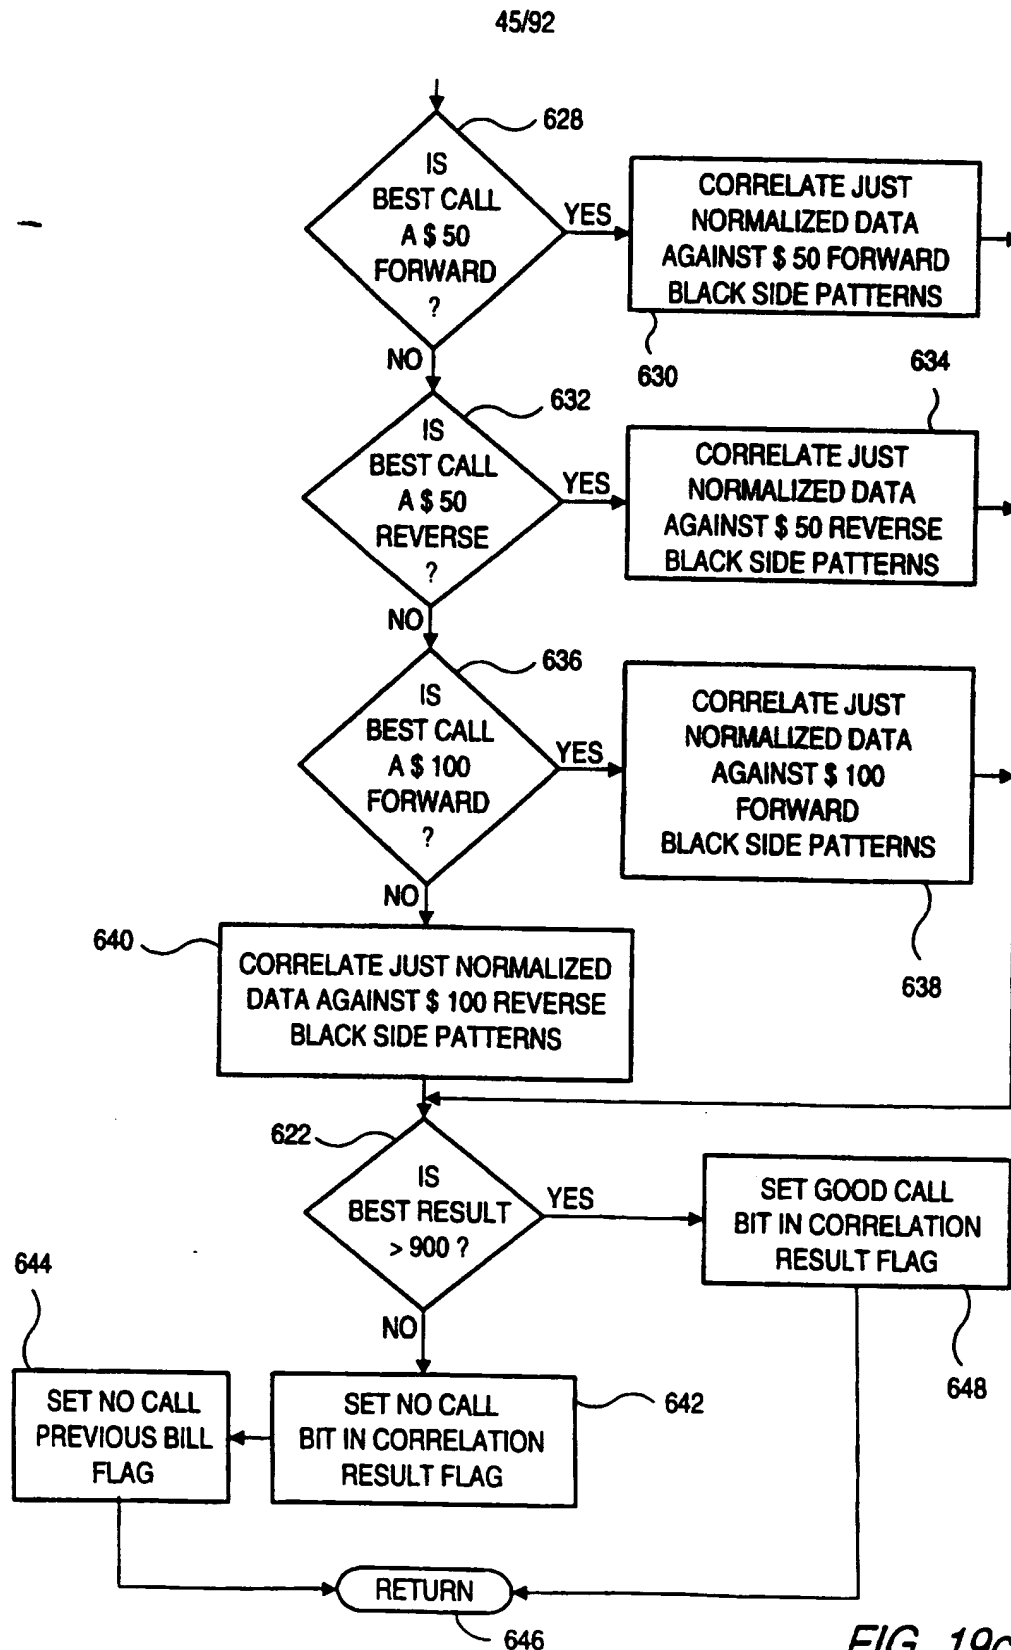 45/92
628
IS
BEST CALL
A $ 50
FORWARD
?
YES
CORRELATE JUST
NORMALIZED DATA
AGAINST $ 50 FORWARD
BLACK SIDE PATTERNS
630
NO
632
IS
BEST CALL
A $ 50
REVERSE
?
YES
634
CORRELATE JUST
NORMALIZED DATA
AGAINST $ 50 REVERSE
BLACK SIDE PATTERNS
NO
636
IS
BEST CALL
A $ 100
FORWARD
?
YES
CORRELATE JUST
NORMALIZED DATA
AGAINST $ 100
FORWARD
BLACK SIDE PATTERNS
638
NO
640
CORRELATE JUST NORMALIZED
DATA AGAINST $ 100 REVERSE
BLACK SIDE PATTERNS
622
IS
BEST RESULT
> 900 ?
YES
SET GOOD CALL
BIT IN CORRELATION
RESULT FLAG
648
NO
642
SET NO CALL
BIT IN CORRELATION
RESULT FLAG
644
SET NO CALL
PREVIOUS BILL
FLAG
RETURN
646
FIG. 19c